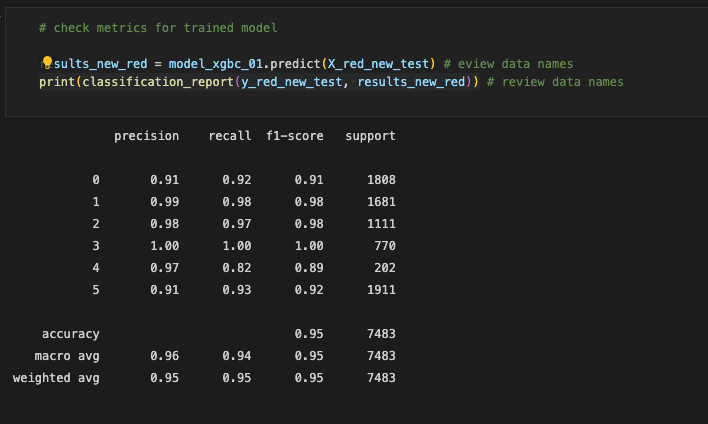 # check metrics for trained model
sults_new_red = model_xgbc_01.predict(X_red_new_test) # eview data names
print(classification_report(y_red_new_test, results_new_red)) # review data names
precision recall f1-score support
0 0.91 0.92 0.91 1808
1 0.99 0.98 0.98 1681
2 0.98 0.97 0.98 1111
3 1.00 1.00 1.00 770
4 0.97 0.82 0.89 202
5 0.91 0.93 0.92 1911
accuracy 0.95 7483
macro avg 0.96 0.94 0.95 7483
weighted avg 0.95 0.95 0.95 7483